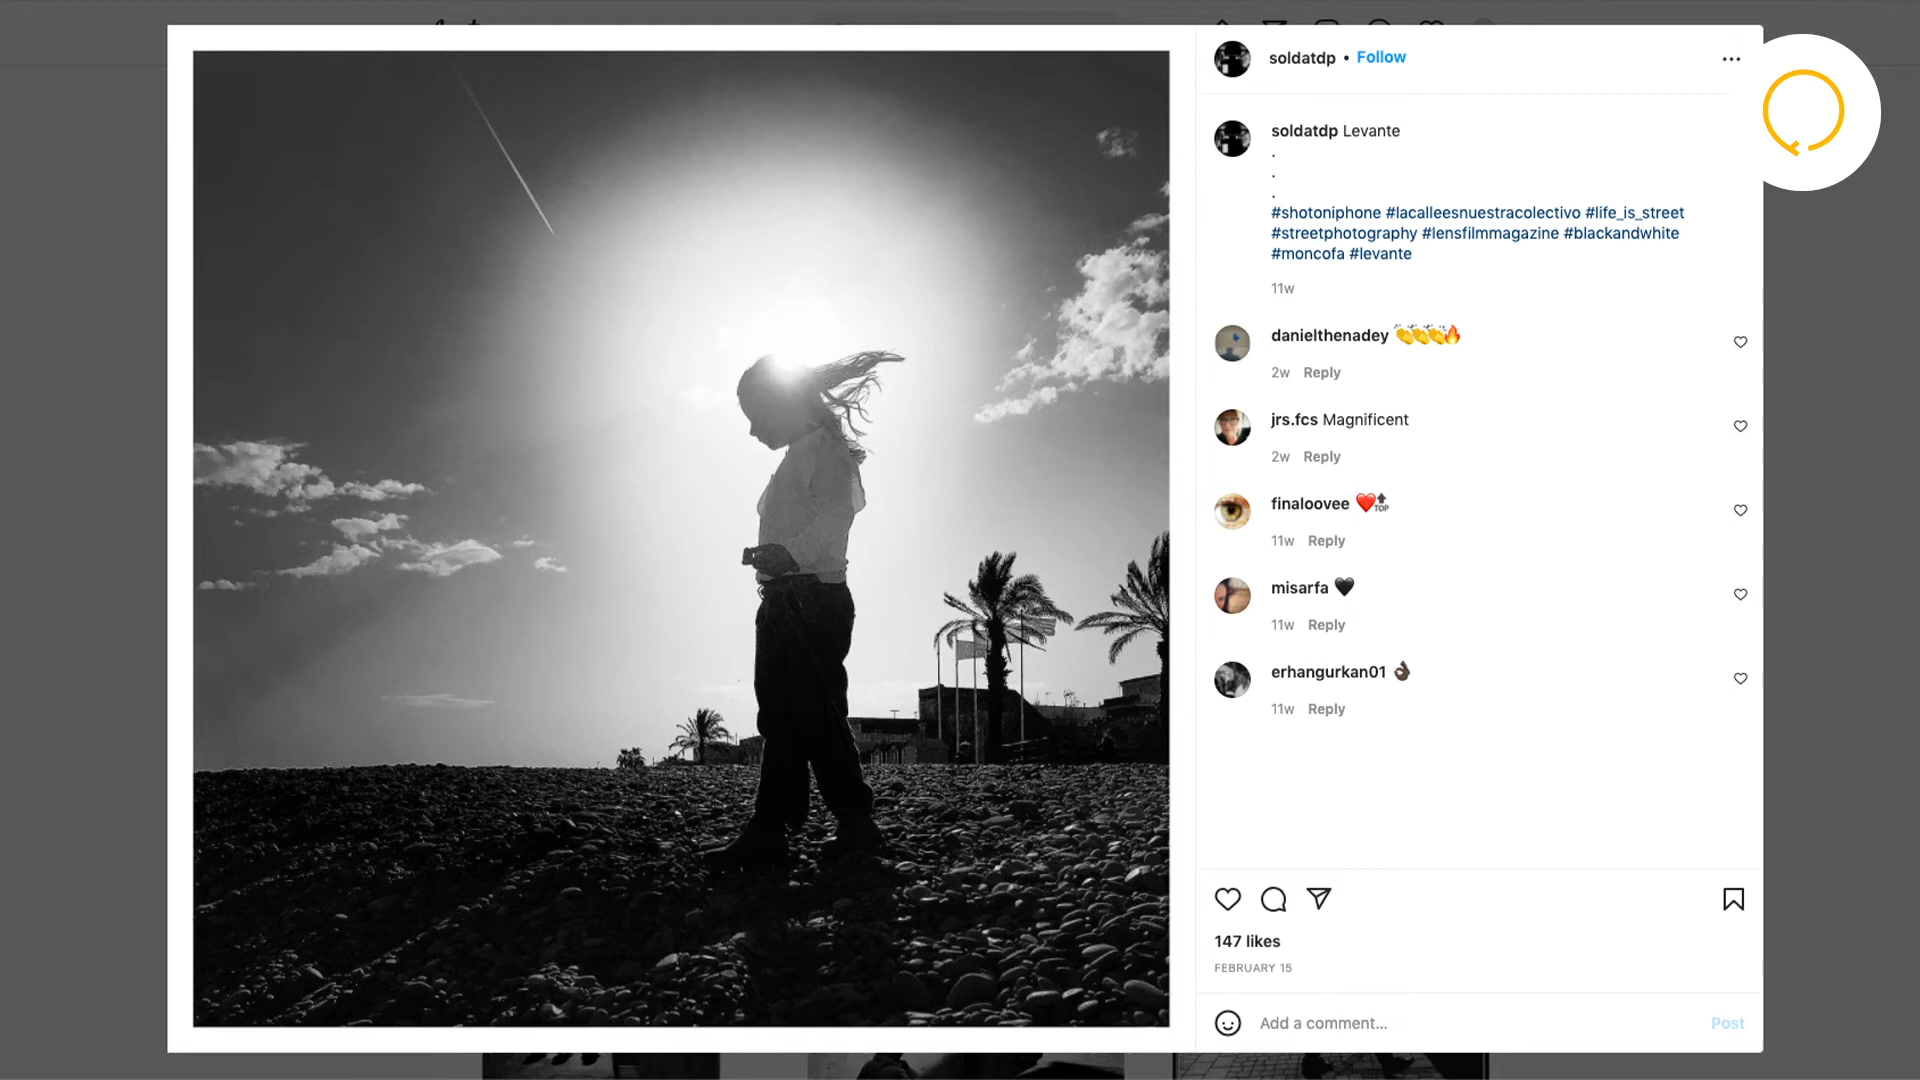 soldatdp • Follow
soldatdp Levante
.
.
.
#shotoniphone #lacalleesnuestracolectivo #life_is_street
#streetphotography #lensfilmmagazine #blackandwhite
#moncofa #levante
11w
danielthenadey 👏👏👏🔥
2w Reply
jrs.fcs Magnificent
2w Reply
finaloovee ❤️🔝
11w Reply
misarfa 🖤
11w Reply
erhangurkan01 👌🏿
11w Reply
147 likes
FEBRUARY 15
Add a comment... Post